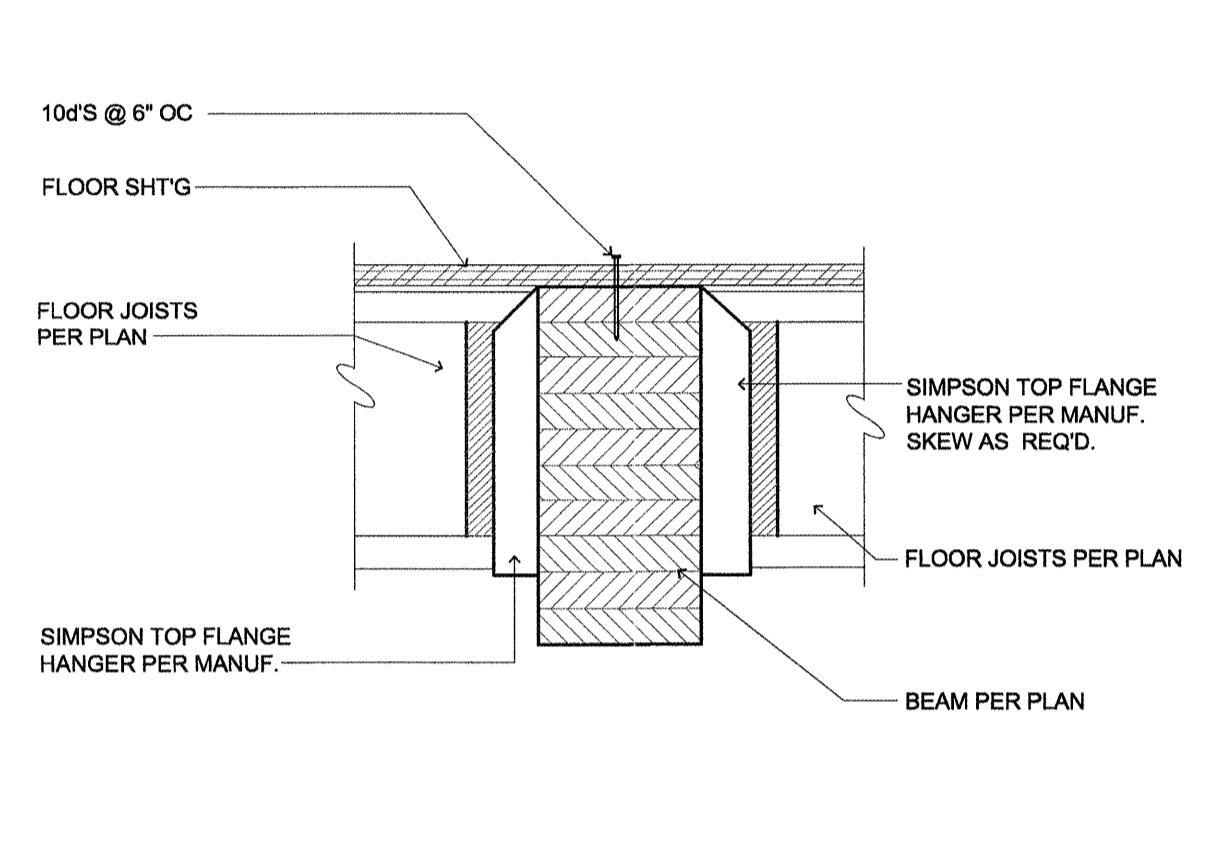 10d'S @ 6" OC
FLOOR SHT'G
FLOOR JOISTS
PER PLAN
SIMPSON TOP FLANGE
HANGER PER MANUF.
SKEW AS REQ'D.
FLOOR JOISTS PER PLAN
SIMPSON TOP FLANGE
HANGER PER MANUF.
BEAM PER PLAN